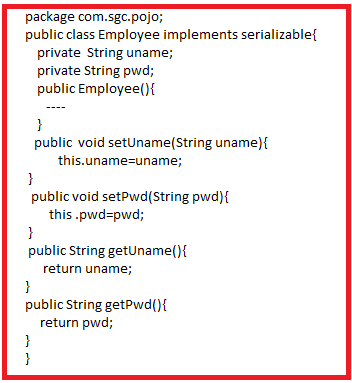 package com.sgc.pojo;
public class Employee implements serializable{
private  String uname;
private String pwd;
public Employee(){
----
}
public  void setUname(String uname){
this.uname=uname;
}
public void setPwd(String pwd){
this .pwd=pwd;
}
public String getUname(){
return uname;
}
public String getPwd(){
return pwd;
}
}